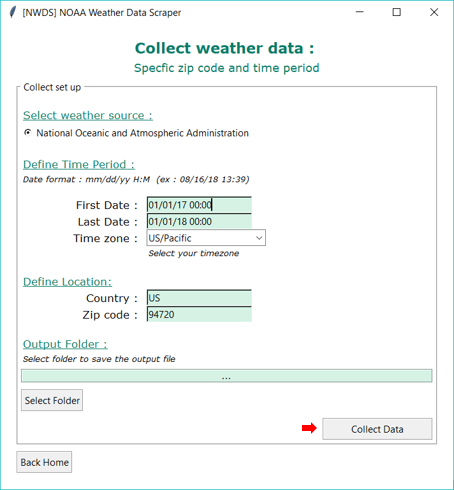 [NWDS] NOAA Weather Data Scraper
Collect weather data :
Specfic zip code and time period
Collect set up
Select weather source :
National Oceanic and Atmospheric Administration
Define Time Period :
Date format : mm/dd/yy H:M (ex : 08/16/18 13:39)
First Date : 01/01/17 00:00
Last Date : 01/01/18 00:00
Time zone : US/Pacific
Select your timezone
Define Location:
Country : US
Zip code : 94720
Output Folder :
Select folder to save the output file
...
Select Folder
Collect Data
Back Home